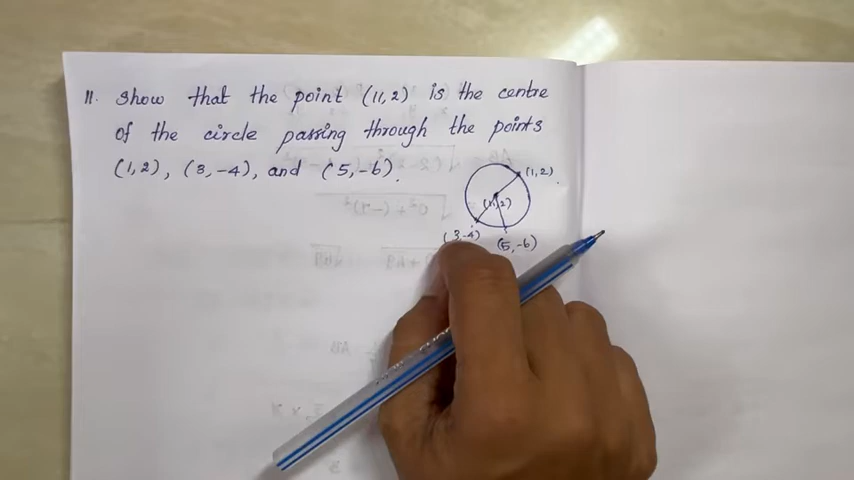 11. Show that the point (11,2) is the centre
of the circle passing through the points
(1,2), (3,-4), and (5,-6).
(1,2)
(11,2)
(3,-4) (5,-6)